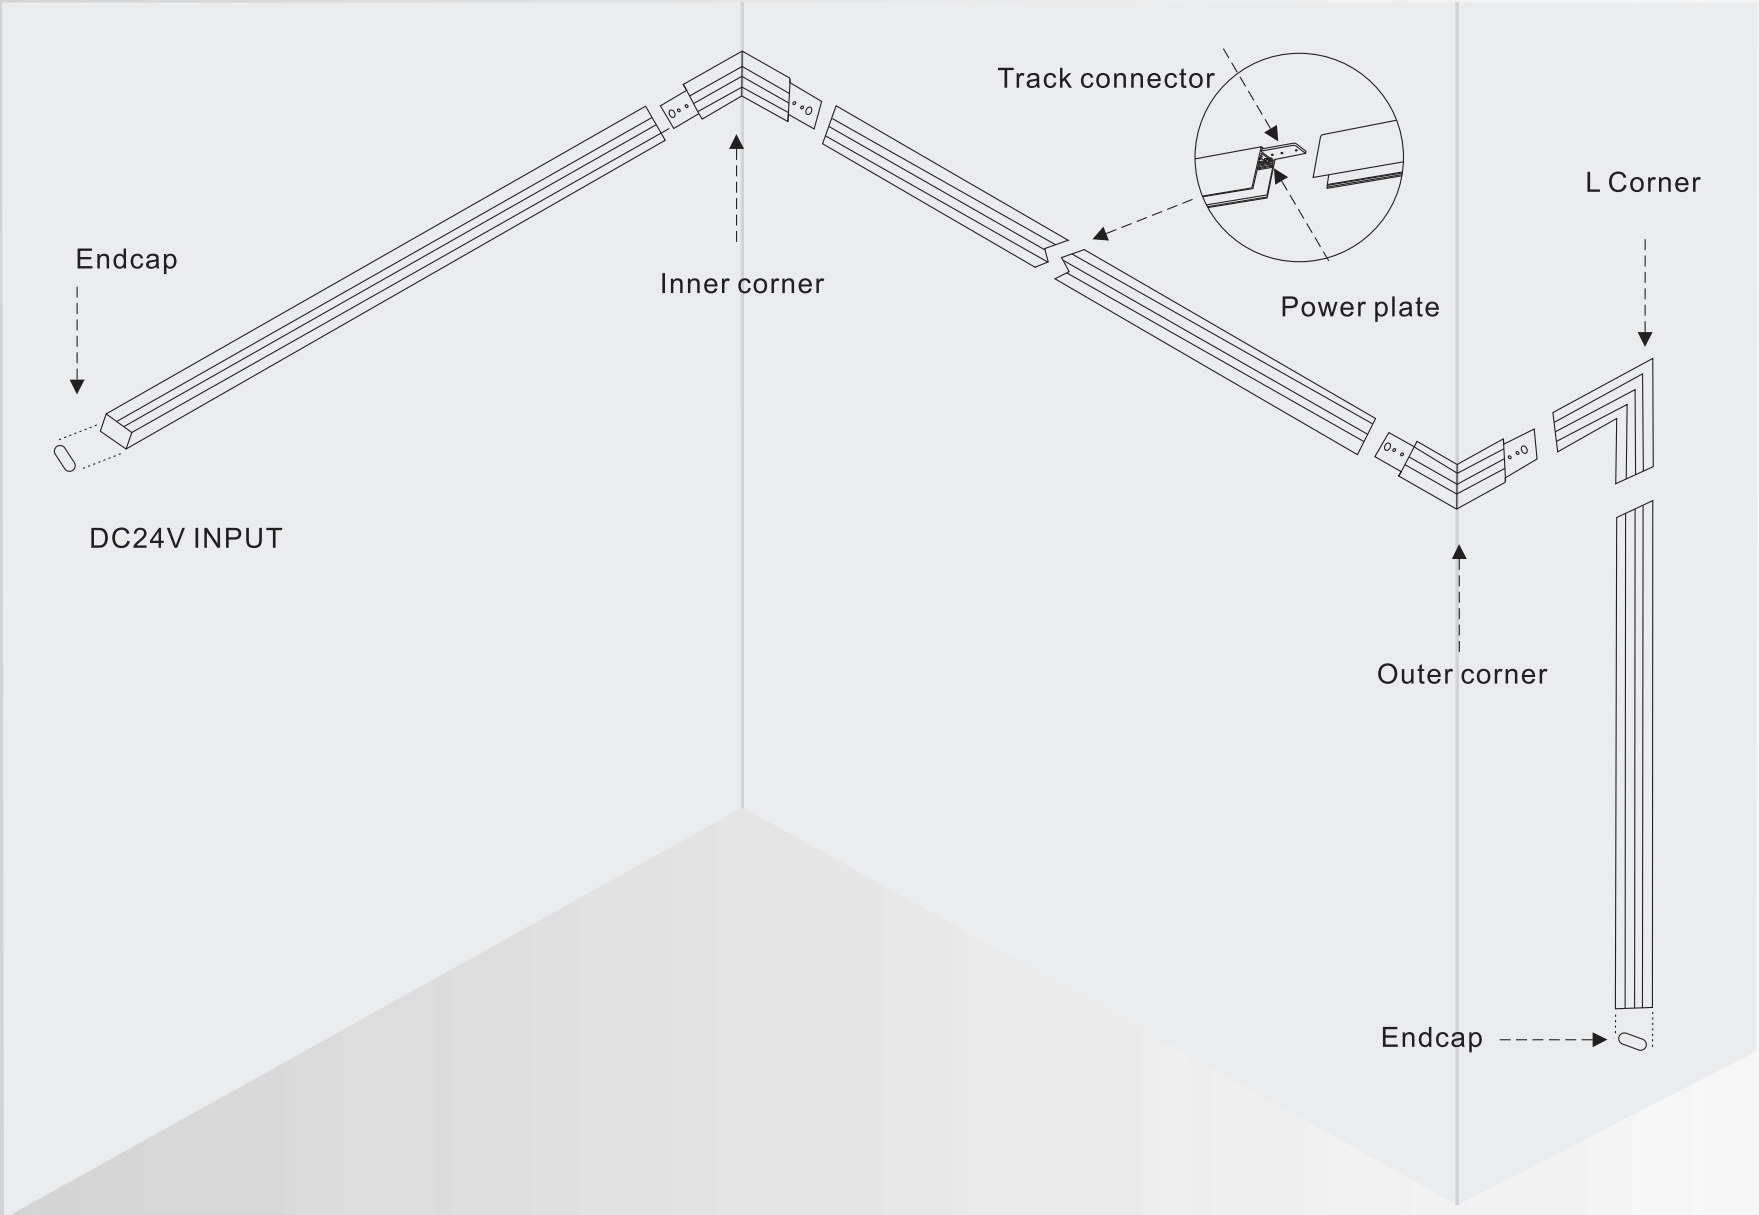 Track connector
L Corner
Endcap
Inner corner
Power plate
DC24V INPUT
Outer corner
Endcap